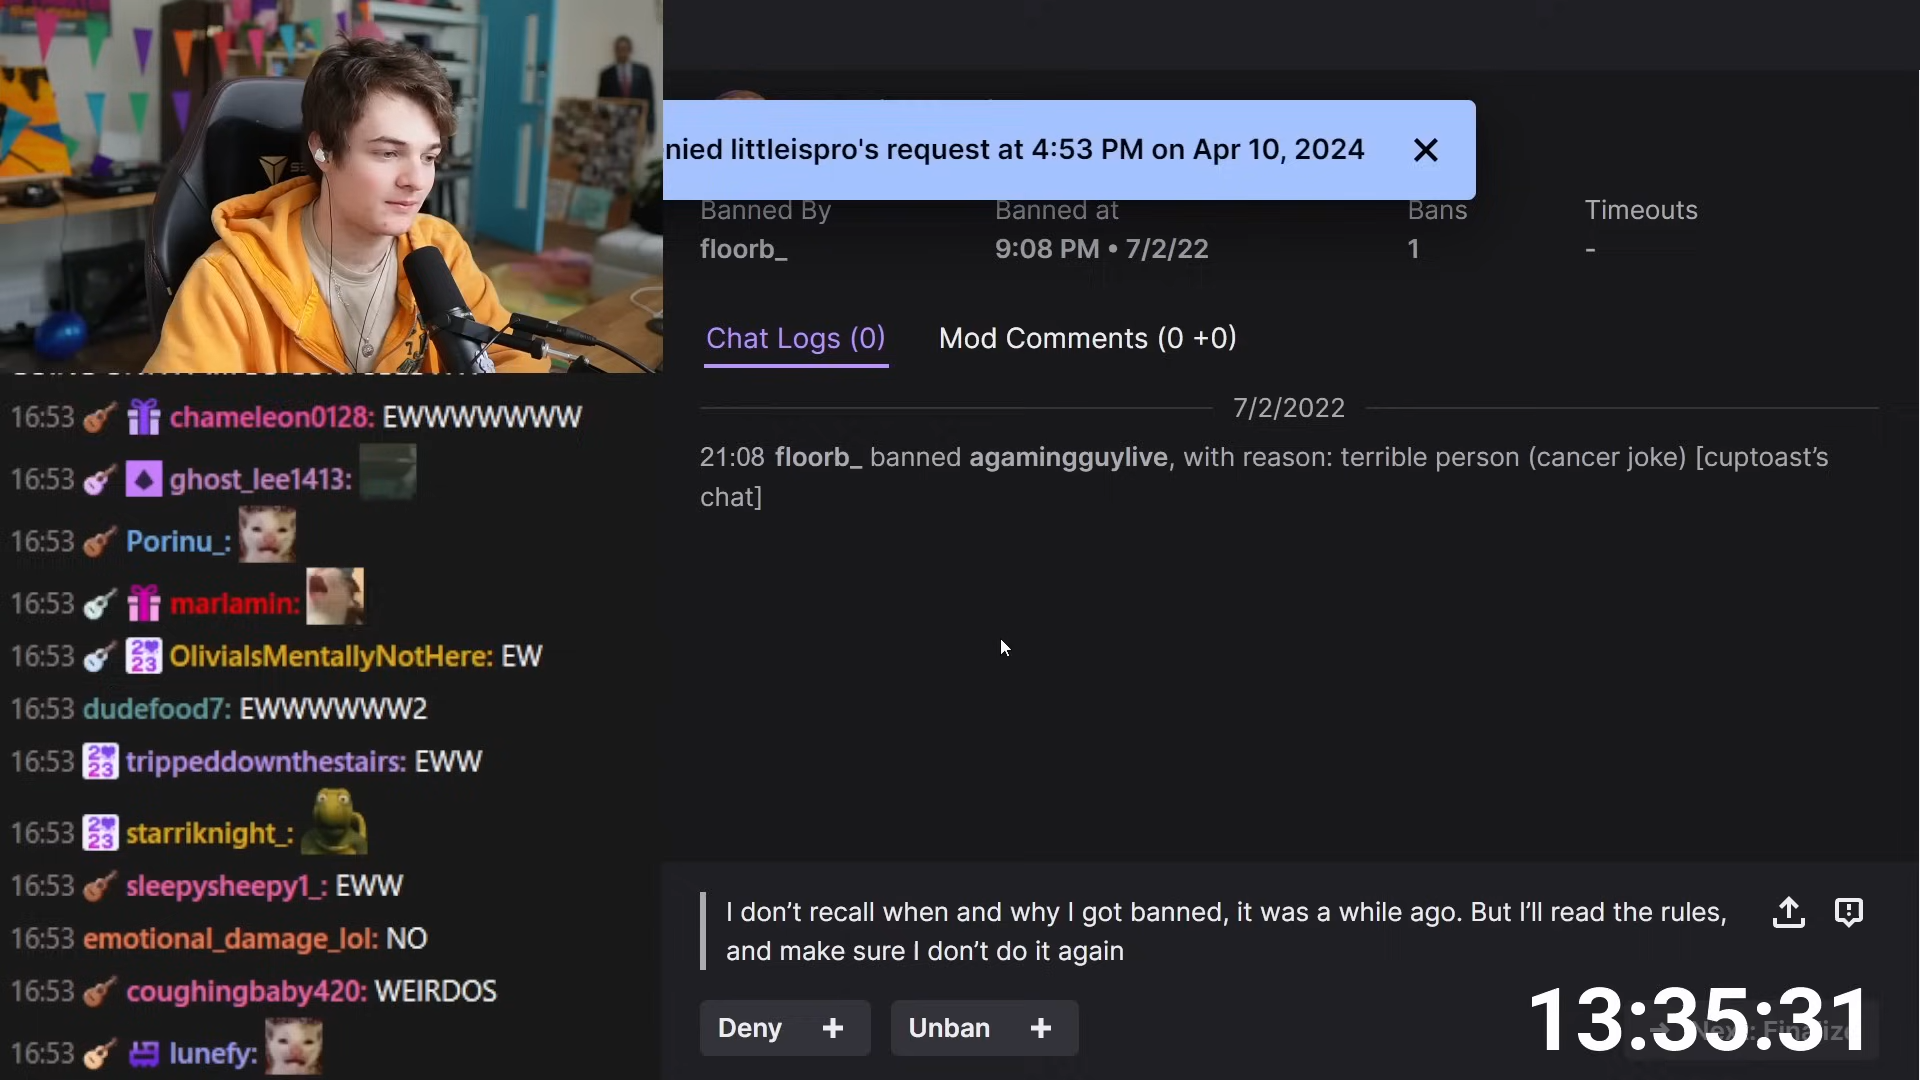 nied littleispro's request at 4:53 PM on Apr 10, 2024
Banned By
floorb_
Banned at
9:08 PM • 7/2/22
Bans
1
Timeouts
-
Chat Logs (0)
Mod Comments (0 +0)
7/2/2022
21:08 floorb_ banned agamingguylive, with reason: terrible person (cancer joke) [cuptoast's
chat]
16:53 chameleon0128: EWWWWWWW
16:53 ghost_lee1413:
16:53 Porinu_:
16:53 marlamin:
16:53 OliviaIsMentallyNotHere: EW
16:53 dudefood7: EWWWWWW2
16:53 trippeddownthestairs: EWW
16:53 starriknight_:
16:53 sleepysheepy1_: EWW
16:53 emotional_damage_lol: NO
16:53 coughingbaby420: WEIRDOS
16:53 lunefy:
I don’t recall when and why I got banned, it was a while ago. But I’ll read the rules,
and make sure I don’t do it again
Deny +
Unban +
13:35:31